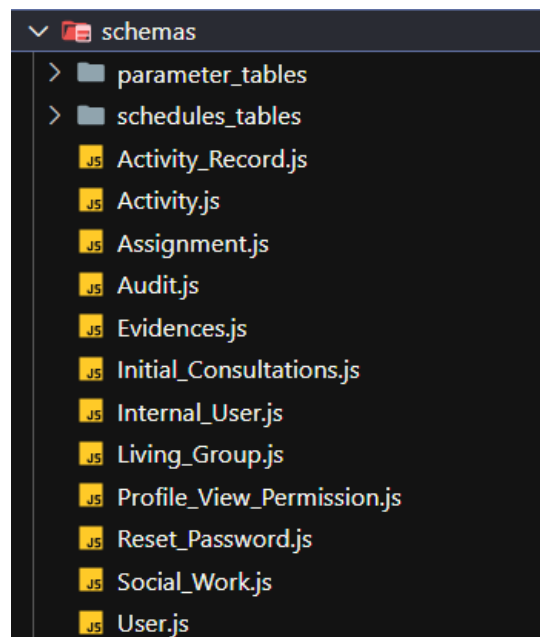 schemas
parameter_tables
schedules_tables
JS Activity_Record.js
JS Activity.js
JS Assignment.js
JS Audit.js
JS Evidences.js
JS Initial_Consultations.js
JS Internal_User.js
JS Living_Group.js
JS Profile_View_Permission.js
JS Reset_Password.js
JS Social_Work.js
JS User.js